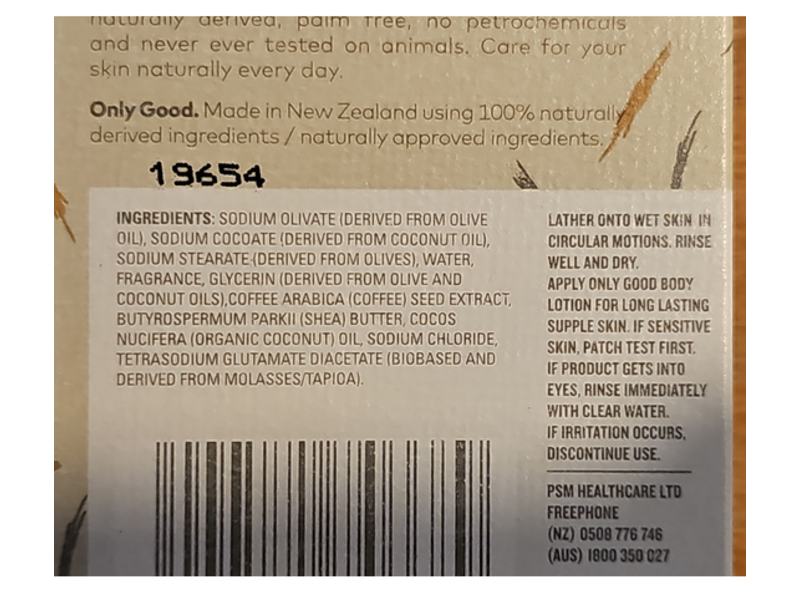 naturally derived, palm free, no petrochemicals
and never ever tested on animals. Care for your
skin naturally every day.
Only Good. Made in New Zealand using 100% naturally
derived ingredients / naturally approved ingredients.
19654
INGREDIENTS: SODIUM OLIVATE (DERIVED FROM OLIVE
OIL), SODIUM COCOATE (DERIVED FROM COCONUT OIL),
SODIUM STEARATE (DERIVED FROM OLIVES), WATER,
FRAGRANCE, GLYCERIN (DERIVED FROM OLIVE AND
COCONUT OILS),COFFEE ARABICA (COFFEE) SEED EXTRACT,
BUTYROSPERMUM PARKII (SHEA) BUTTER, COCOS
NUCIFERA (ORGANIC COCONUT) OIL, SODIUM CHLORIDE,
TETRASODIUM GLUTAMATE DIACETATE (BIOBASED AND
DERIVED FROM MOLASSES/TAPIOA).
LATHER ONTO WET SKIN IN
CIRCULAR MOTIONS. RINSE
WELL AND DRY.
APPLY ONLY GOOD BODY
LOTION FOR LONG LASTING
SUPPLE SKIN. IF SENSITIVE
SKIN, PATCH TEST FIRST.
IF PRODUCT GETS INTO
EYES, RINSE IMMEDIATELY
WITH CLEAR WATER.
IF IRRITATION OCCURS,
DISCONTINUE USE.
PSM HEALTHCARE LTD
FREEPHONE
(NZ) 0508 776 746
(AUS) 1800 350 027